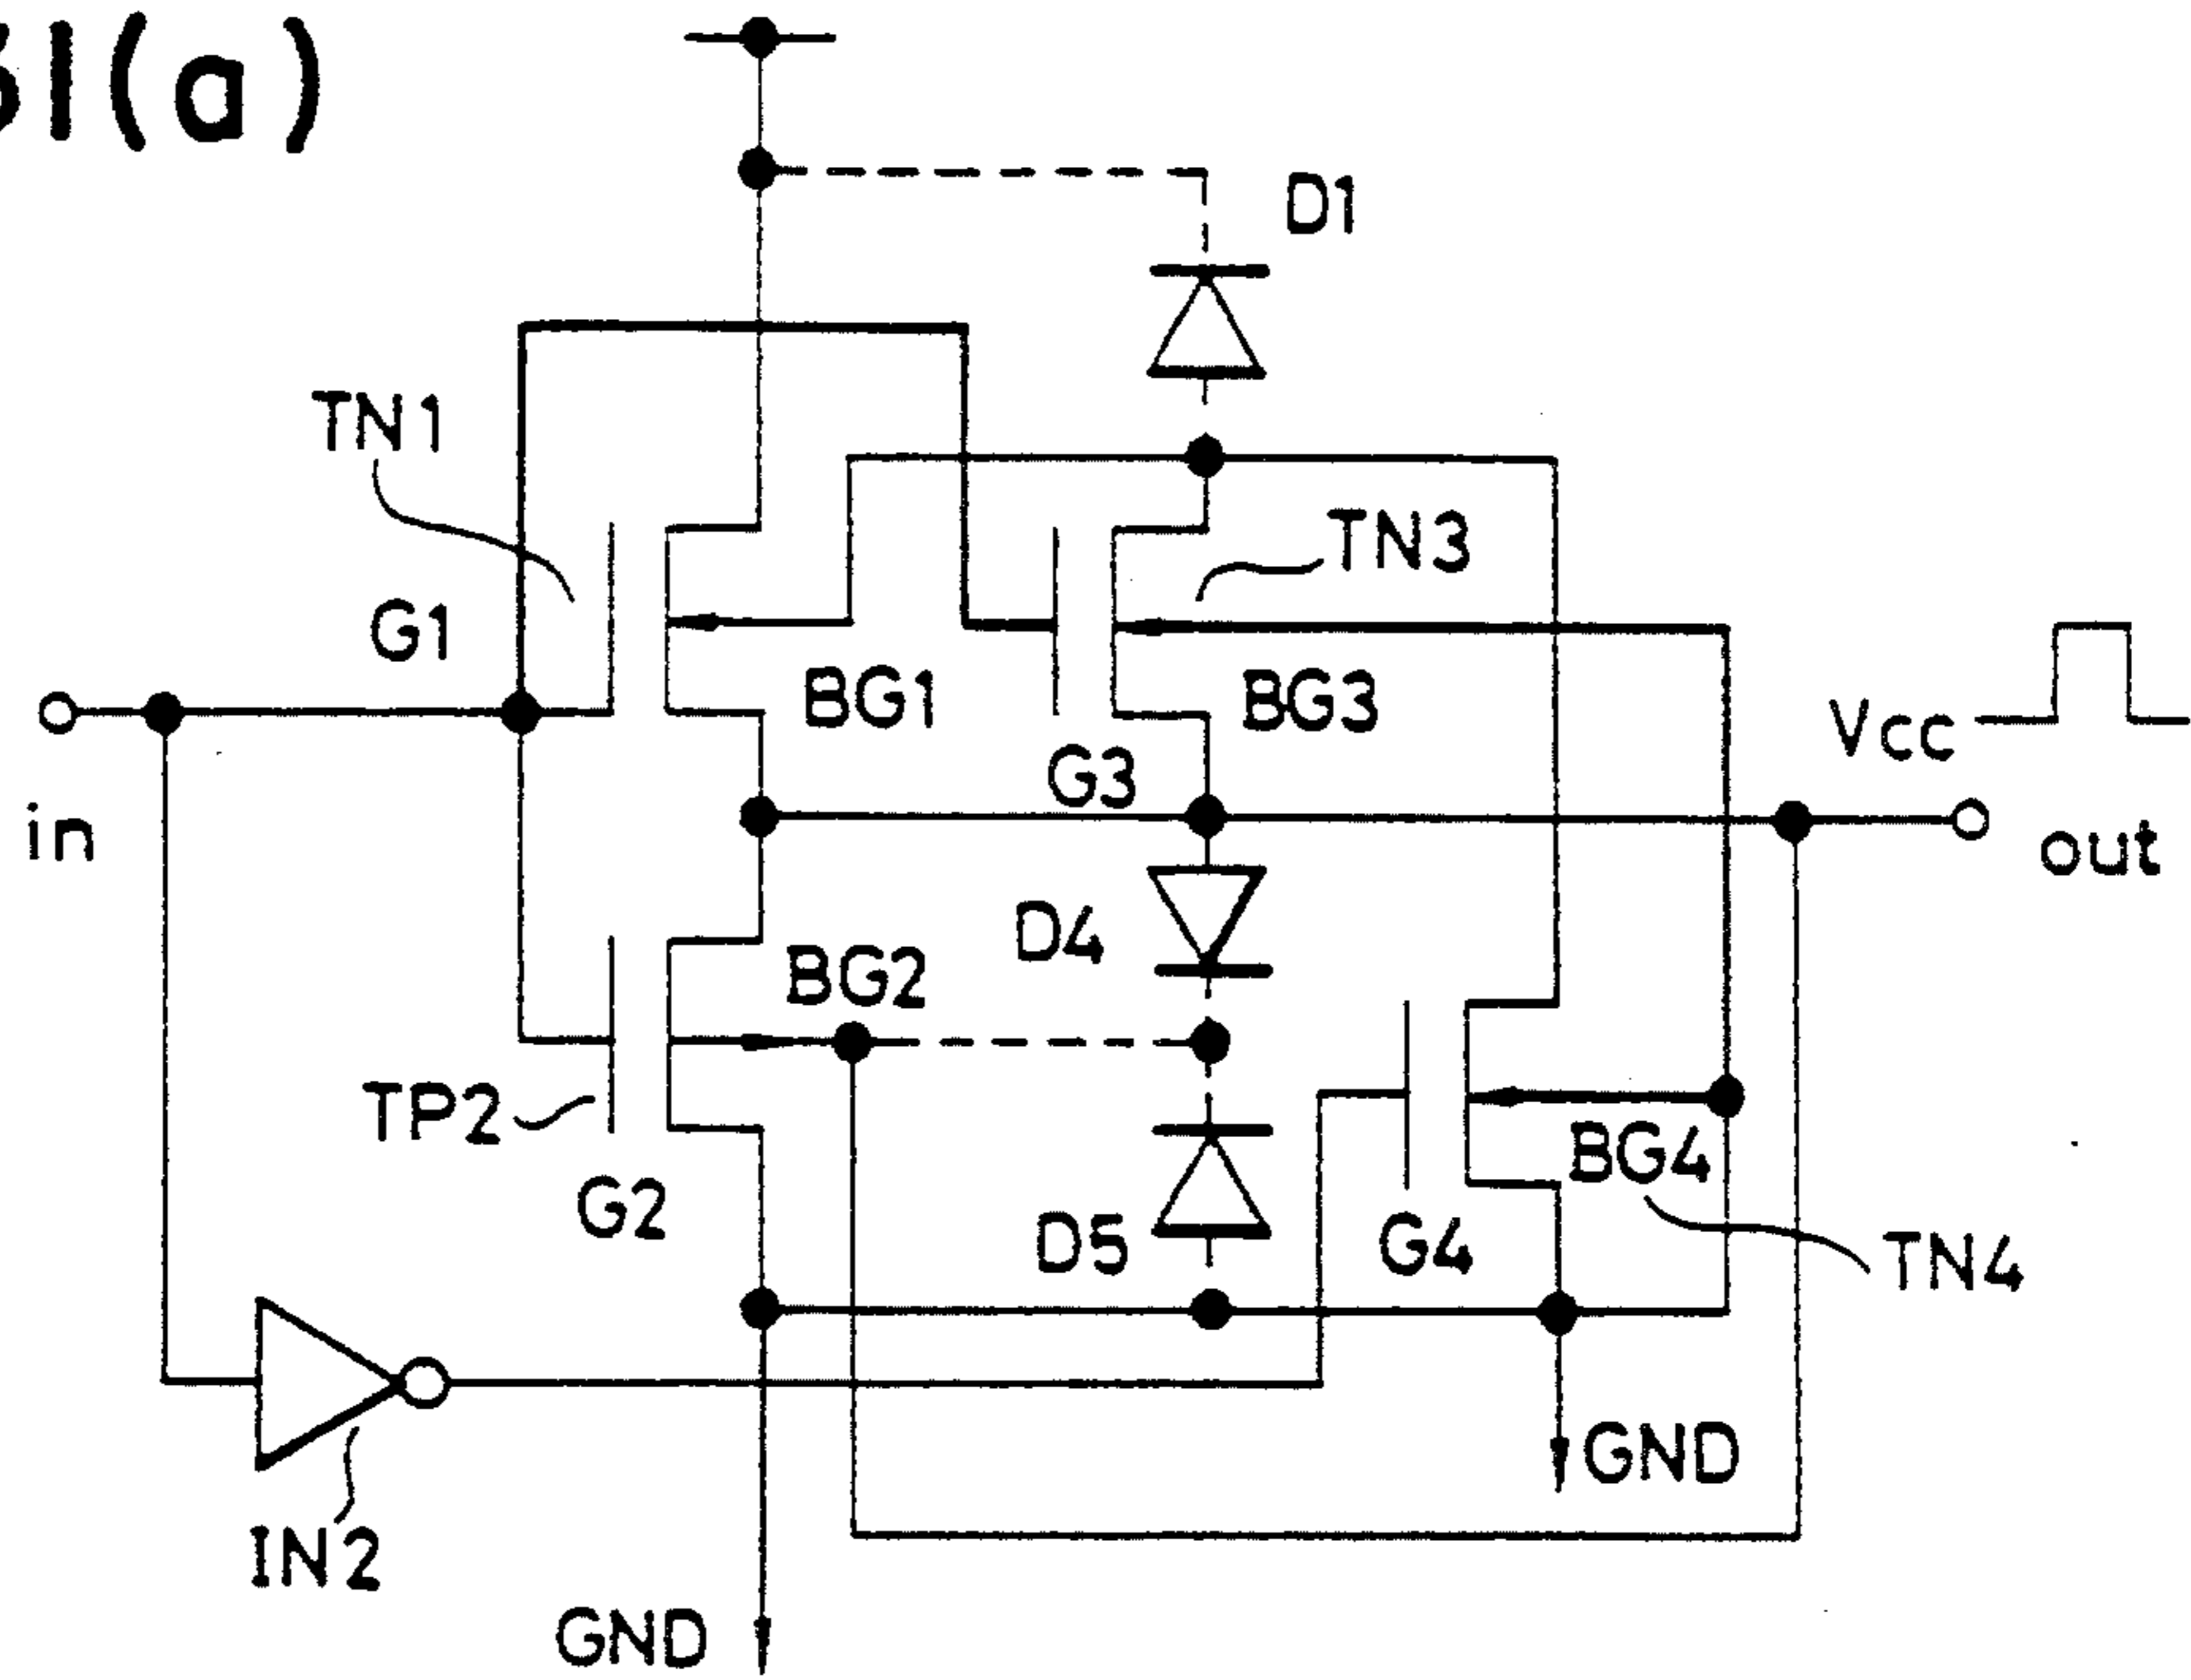 1(a)
D1
TN1
TN3
G1
BG1
BG3
Vcc
G3
in
out
D4
BG2
TP2
BG4
G2
D5
G4
TN4
GND
IN2
GND